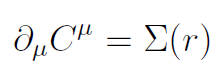 ∂_μ C^μ = Σ(r)